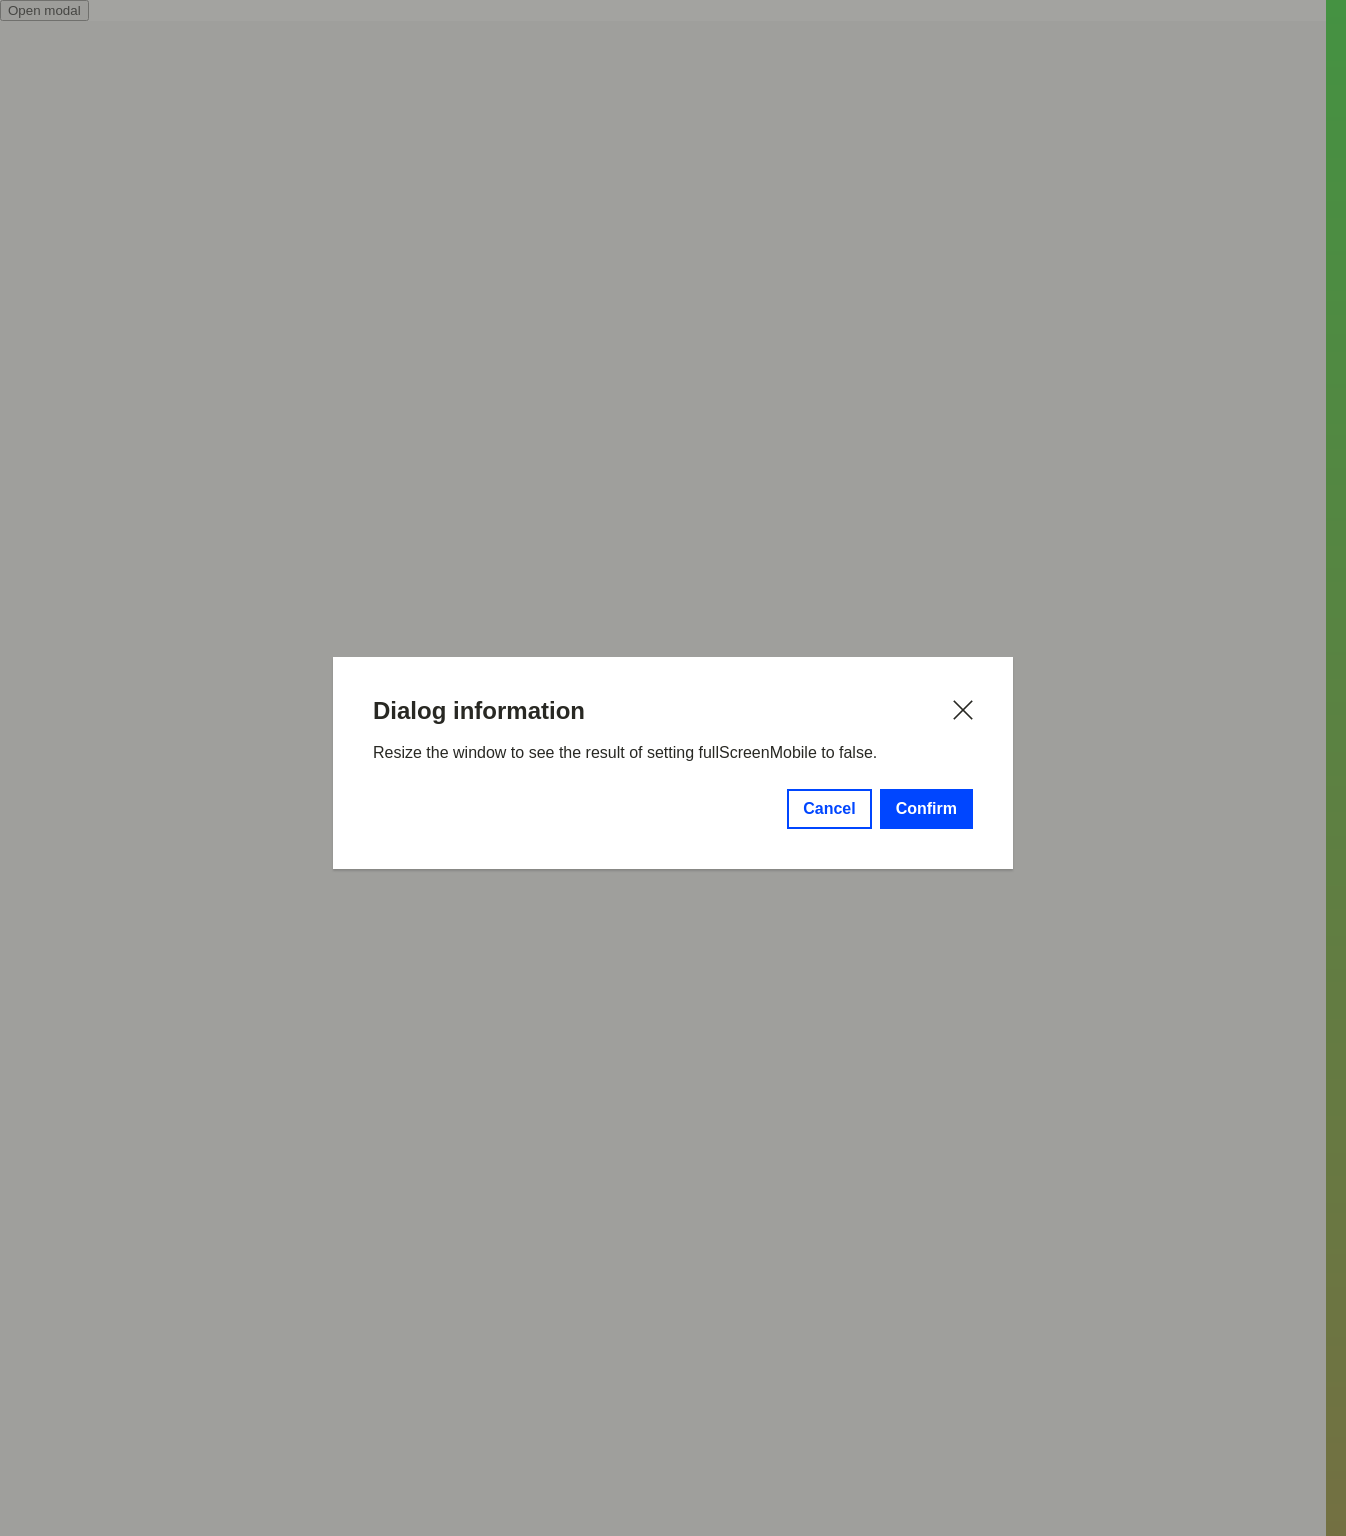 Open modal
Dialog information
Resize the window to see the result of setting fullScreenMobile to false.
Cancel Confirm